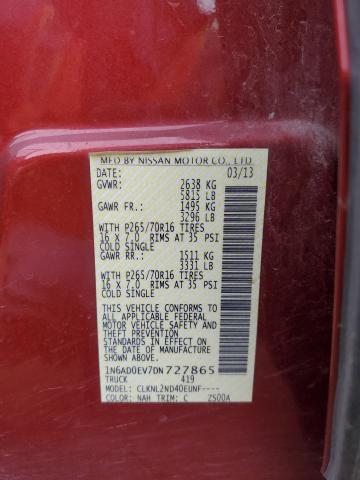 MFD BY NISSAN MOTOR CO., LTD
DATE: 03/13
GVWR: 2638 KG
5815 LB
GAWR FR.: 1495 KG
3296 LB
WITH P265/70R16 TIRES
16 X 7.0 RIMS AT 35 PSI
COLD SINGLE
GAWR RR.: 1511 KG
3331 LB
WITH P265/70R16 TIRES
16 X 7.0 RIMS AT 35 PSI
COLD SINGLE
THIS VEHICLE CONFORMS TO
ALL APPLICABLE FEDERAL
MOTOR VEHICLE SAFETY
STANDARDS IN EFFECT ON
THE DATE OF MANUFACTURE
SHOWN ABOVE.
1N6AD0EV7DN727865
TRUCK 419
MODEL: CLKNL2ND40EUNF----
COLOR: NAH TRIM: C ZS00A